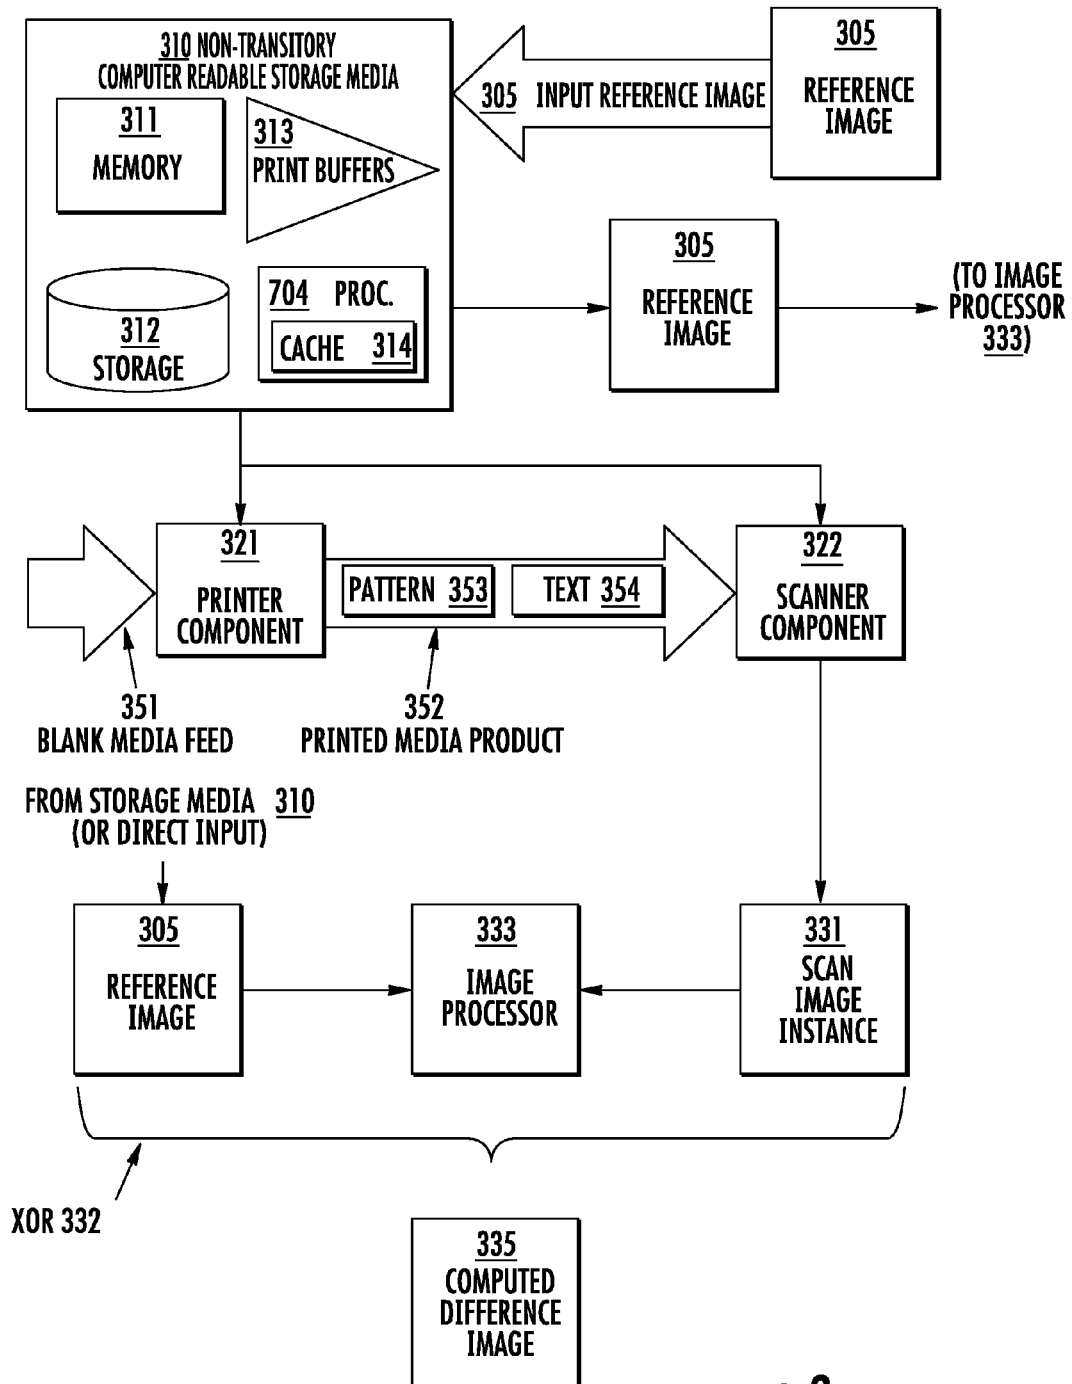 310 NON-TRANSITORY
COMPUTER READABLE STORAGE MEDIA
311
MEMORY
313
PRINT BUFFERS
312
STORAGE
704 PROC.
CACHE 314
305 INPUT REFERENCE IMAGE
305
REFERENCE
IMAGE
305
REFERENCE
IMAGE
(TO IMAGE
PROCESSOR
333)
321
PRINTER
COMPONENT
PATTERN 353
TEXT 354
322
SCANNER
COMPONENT
351
BLANK MEDIA FEED
352
PRINTED MEDIA PRODUCT
FROM STORAGE MEDIA 310
(OR DIRECT INPUT)
305
REFERENCE
IMAGE
333
IMAGE
PROCESSOR
331
SCAN
IMAGE
INSTANCE
XOR 332
335
COMPUTED
DIFFERENCE
IMAGE